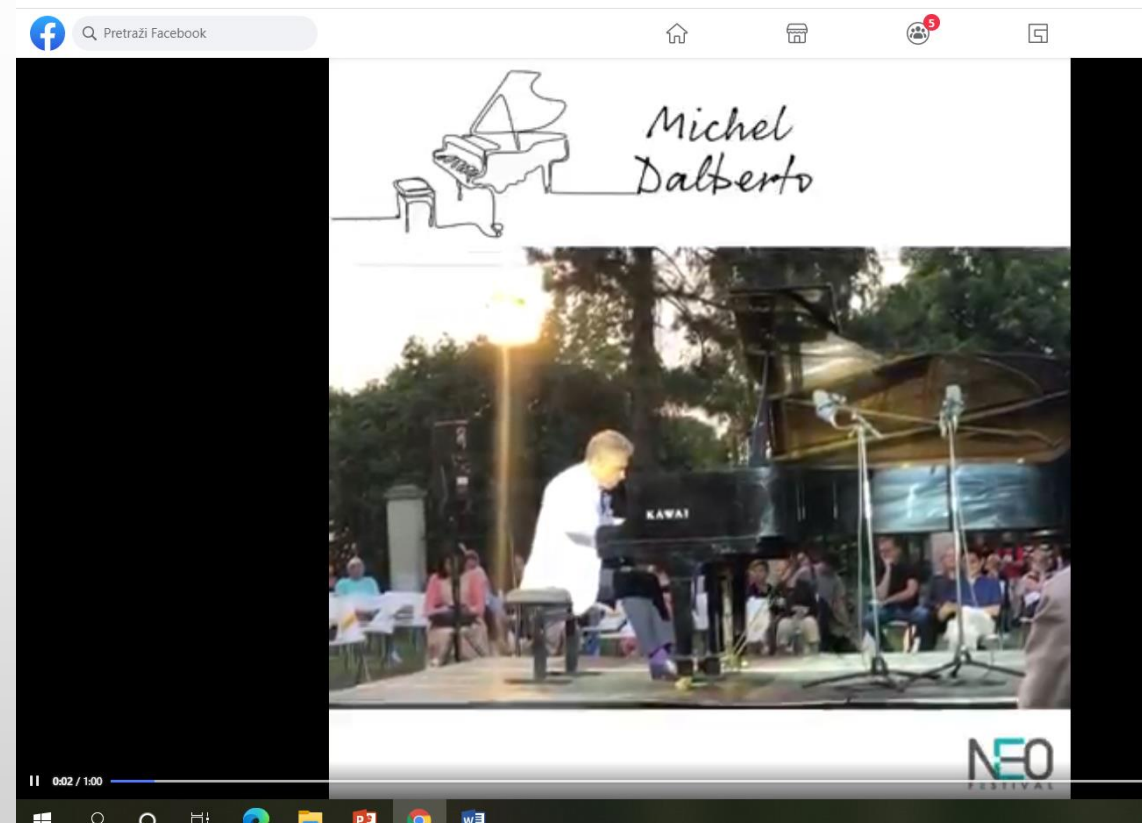 Pretraži Facebook
5
Michel
Dalberto
KAWAI
NEO
FESTIVAL
0:02 / 1:00